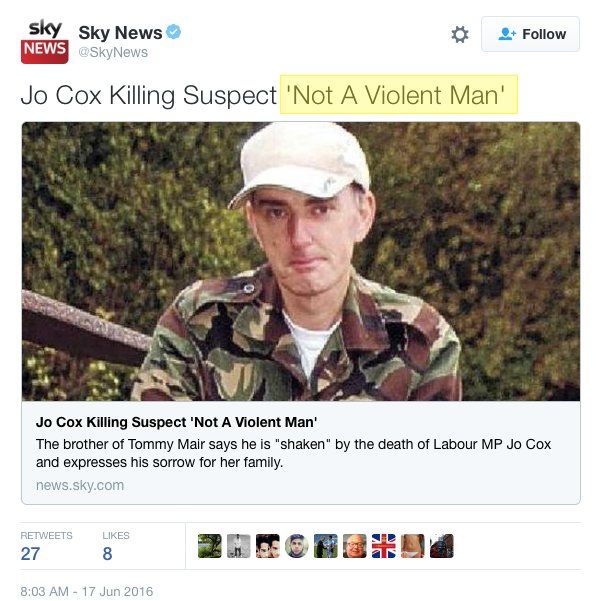 sky
NEWS
Sky News
@SkyNews
Follow
Jo Cox Killing Suspect 'Not A Violent Man'
Jo Cox Killing Suspect 'Not A Violent Man'
The brother of Tommy Mair says he is "shaken" by the death of Labour MP Jo Cox
and expresses his sorrow for her family.
news.sky.com
RETWEETS LIKES
27 8
8:03 AM - 17 Jun 2016